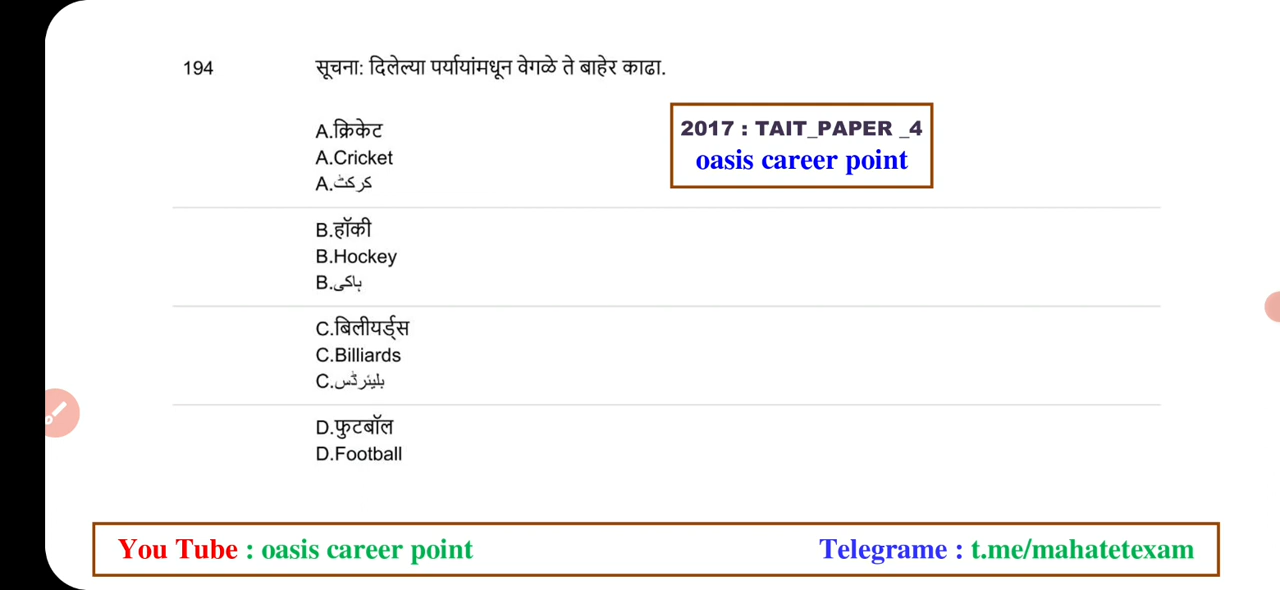 194 सूचना: दिलेल्या पर्यायांमधून वेगळे ते बाहेर काढा.
A.क्रिकेट
A.Cricket
A.کرکٹ
2017 : TAIT_PAPER _4
oasis career point
B.हॉकी
B.Hockey
B.ہاکی
C.बिलीयर्ड्स
C.Billiards
C.بلیئرڈس
D.फुटबॉल
D.Football
You Tube : oasis career point Telegrame : t.me/mahatetexam